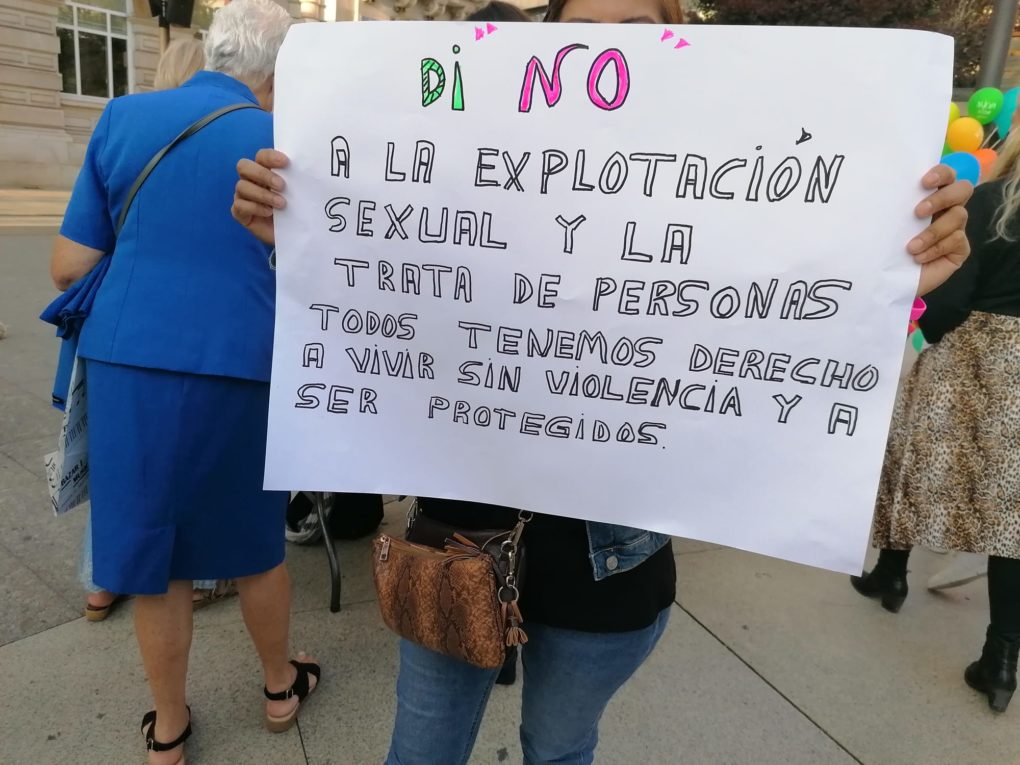 DI "NO"
A LA EXPLOTACIÓN
SEXUAL Y LA
TRATA DE PERSONAS
TODOS TENEMOS DERECHO
A VIVIR SIN VIOLENCIA Y A
SER PROTEGIDOS.